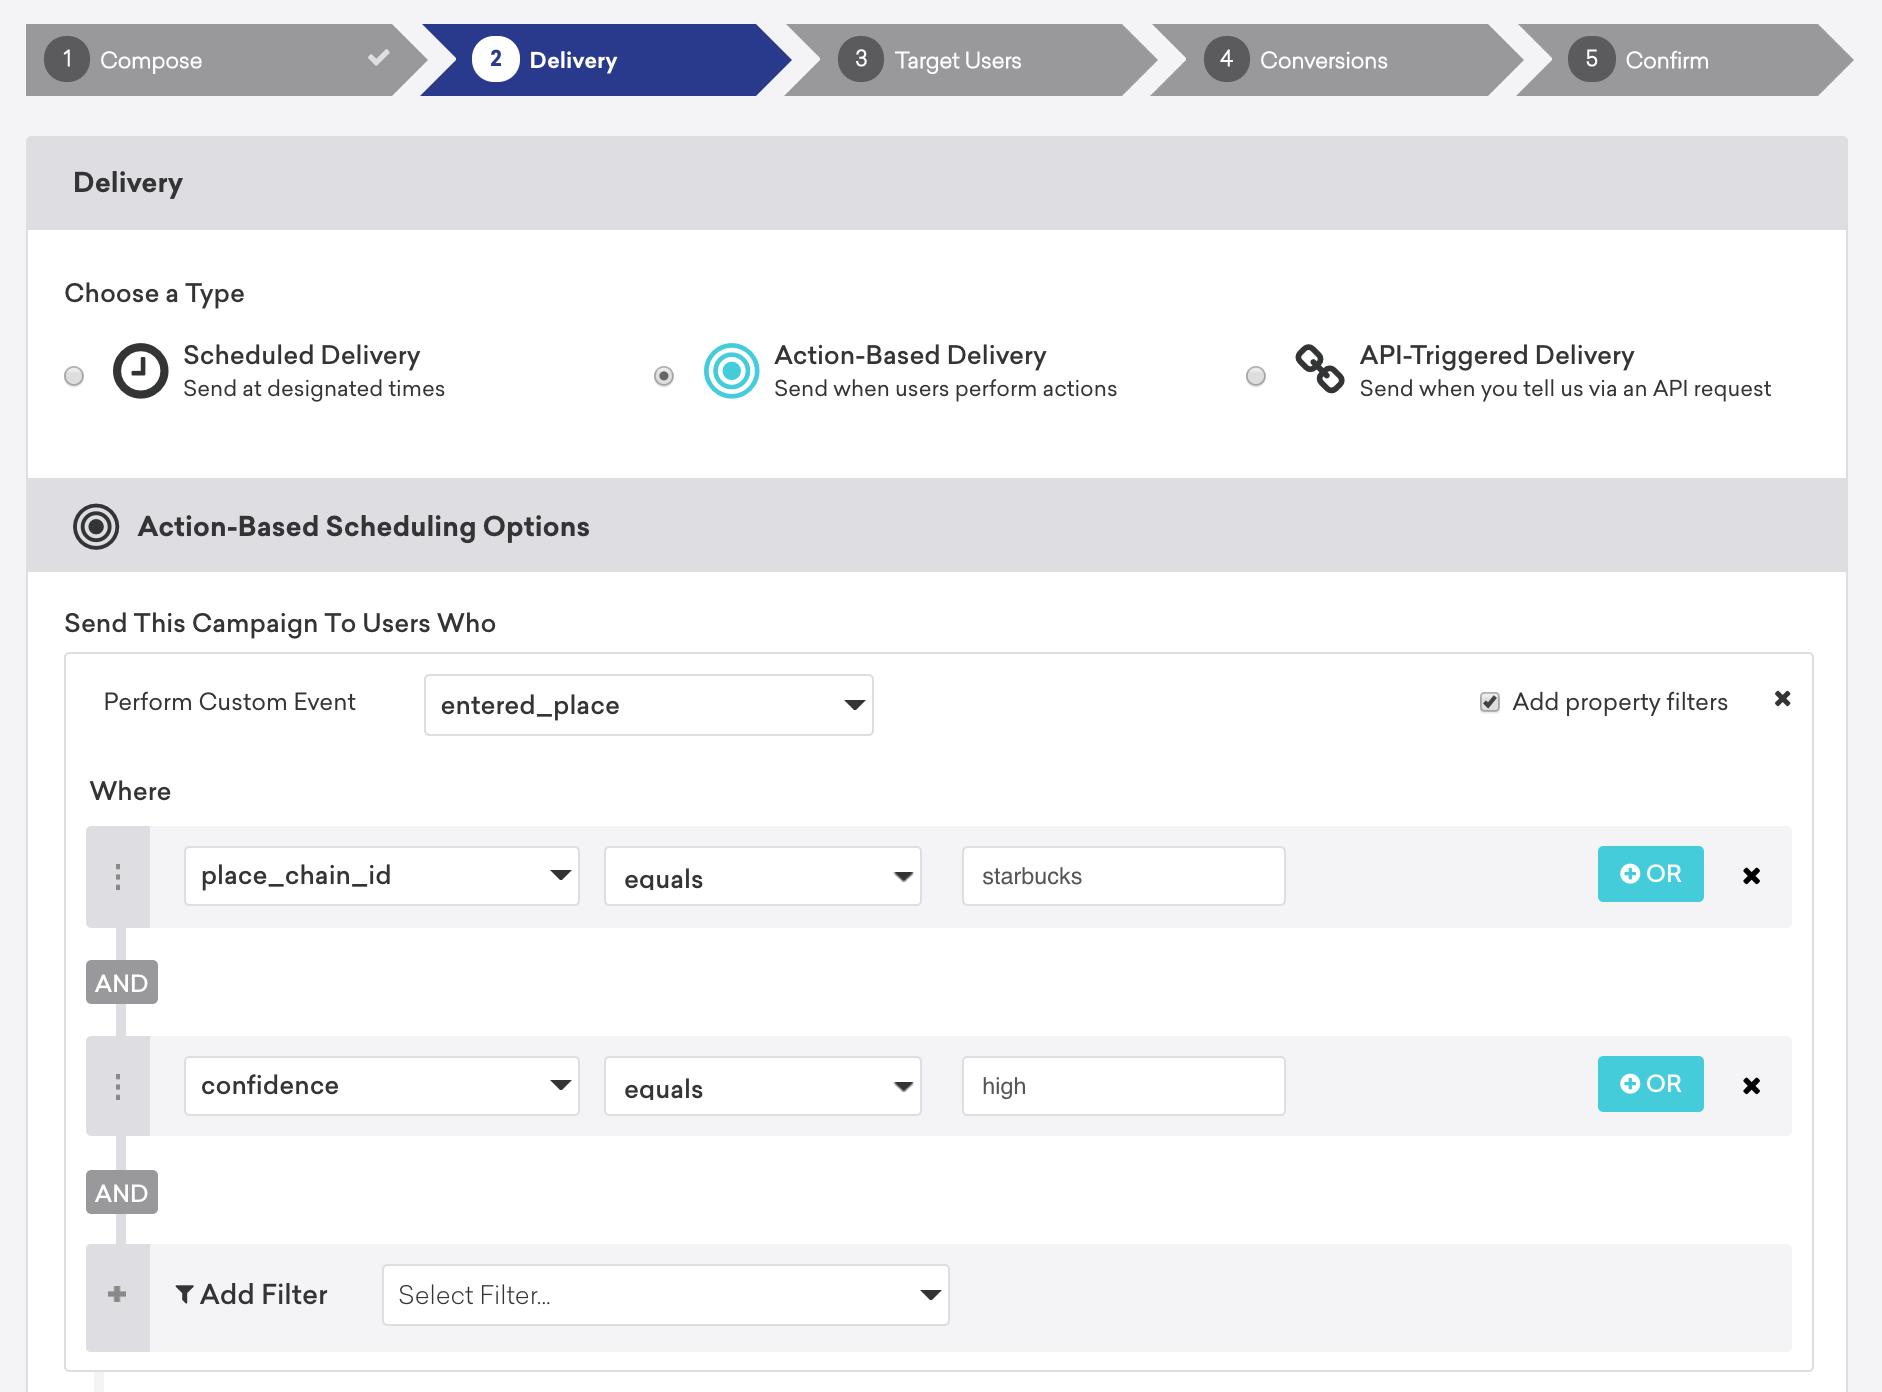 1 Compose 2 Delivery 3 Target Users 4 Conversions 5 Confirm
Delivery
Choose a Type
Scheduled Delivery
Send at designated times
Action-Based Delivery
Send when users perform actions
API-Triggered Delivery
Send when you tell us via an API request
Action-Based Scheduling Options
Send This Campaign To Users Who
Perform Custom Event entered_place Add property filters
Where
place_chain_id equals starbucks OR
AND
confidence equals high OR
AND
Add Filter Select Filter...